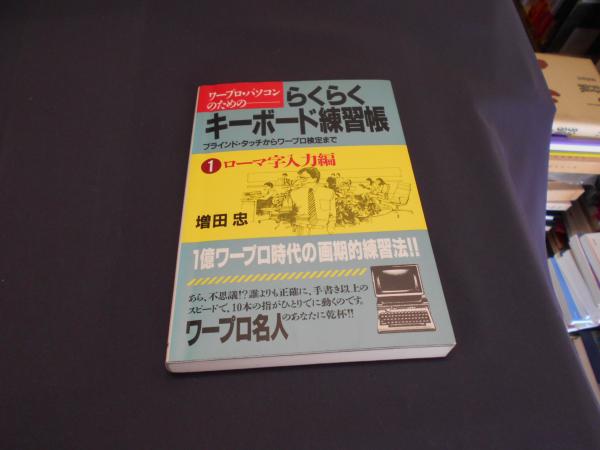 ワープロ・パソコン
のための
らくらく
キーボード練習帳
ブラインド・タッチからワープロ検定まで
1 ローマ字入力編
増田 忠
1億ワープロ時代の画期的練習法!!
あら、不思議!?誰よりも正確に、手書き以上の
スピードで、10本の指がひとりでに動くのです。
ワープロ名人のあなたに乾杯!!